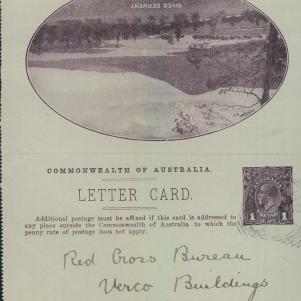 RIVER DERWENT
COMMONWEALTH OF AUSTRALIA.
LETTER CARD.
Additional postage must be affixed if this card is addressed to
any place outside the Commonwealth of Australia to which the
penny rate of postage does not apply.
1 1
Red Cross Bureau
Verco Buildings